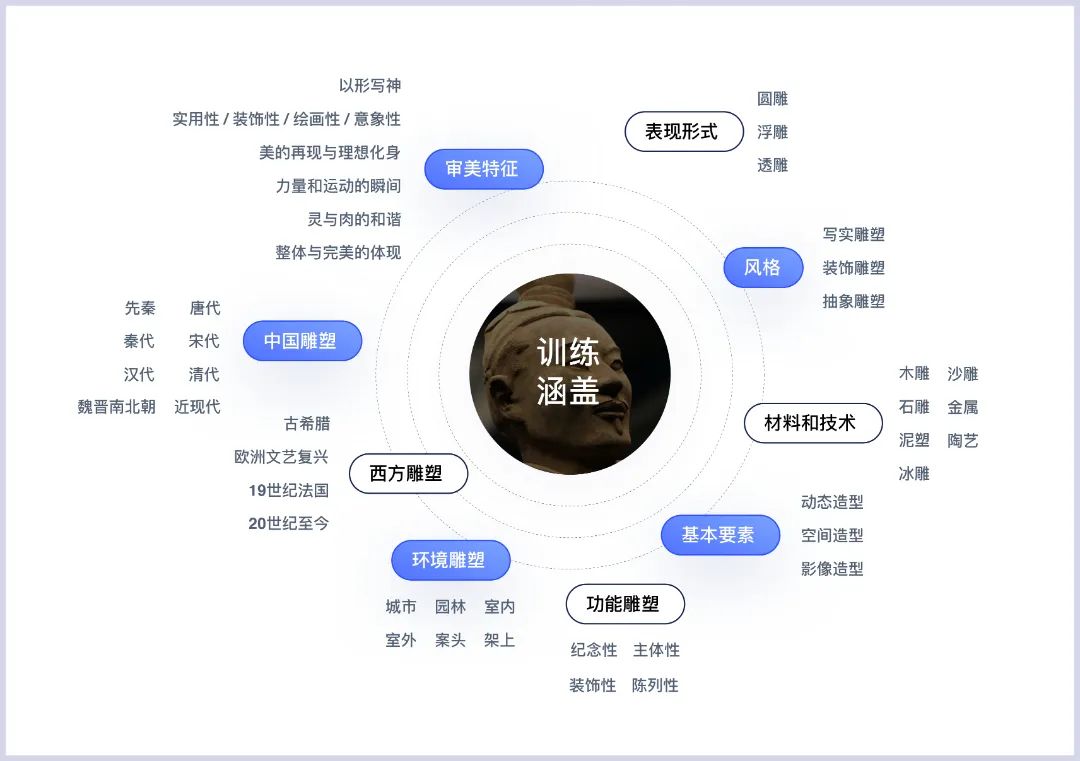 训练
涵盖
审美特征
以形写神
实用性 / 装饰性 / 绘画性 / 意象性
美的再现与理想化身
力量和运动的瞬间
灵与肉的和谐
整体与完美的体现
表现形式
圆雕
浮雕
透雕
风格
写实雕塑
装饰雕塑
抽象雕塑
中国雕塑
先秦 唐代
秦代 宋代
汉代 清代
魏晋南北朝 近现代
材料和技术
木雕 沙雕
石雕 金属
泥塑 陶艺
冰雕
西方雕塑
古希腊
欧洲文艺复兴
19世纪法国
20世纪至今
基本要素
动态造型
空间造型
影像造型
环境雕塑
城市 园林 室内
室外 案头 架上
功能雕塑
纪念性 主体性
装饰性 陈列性